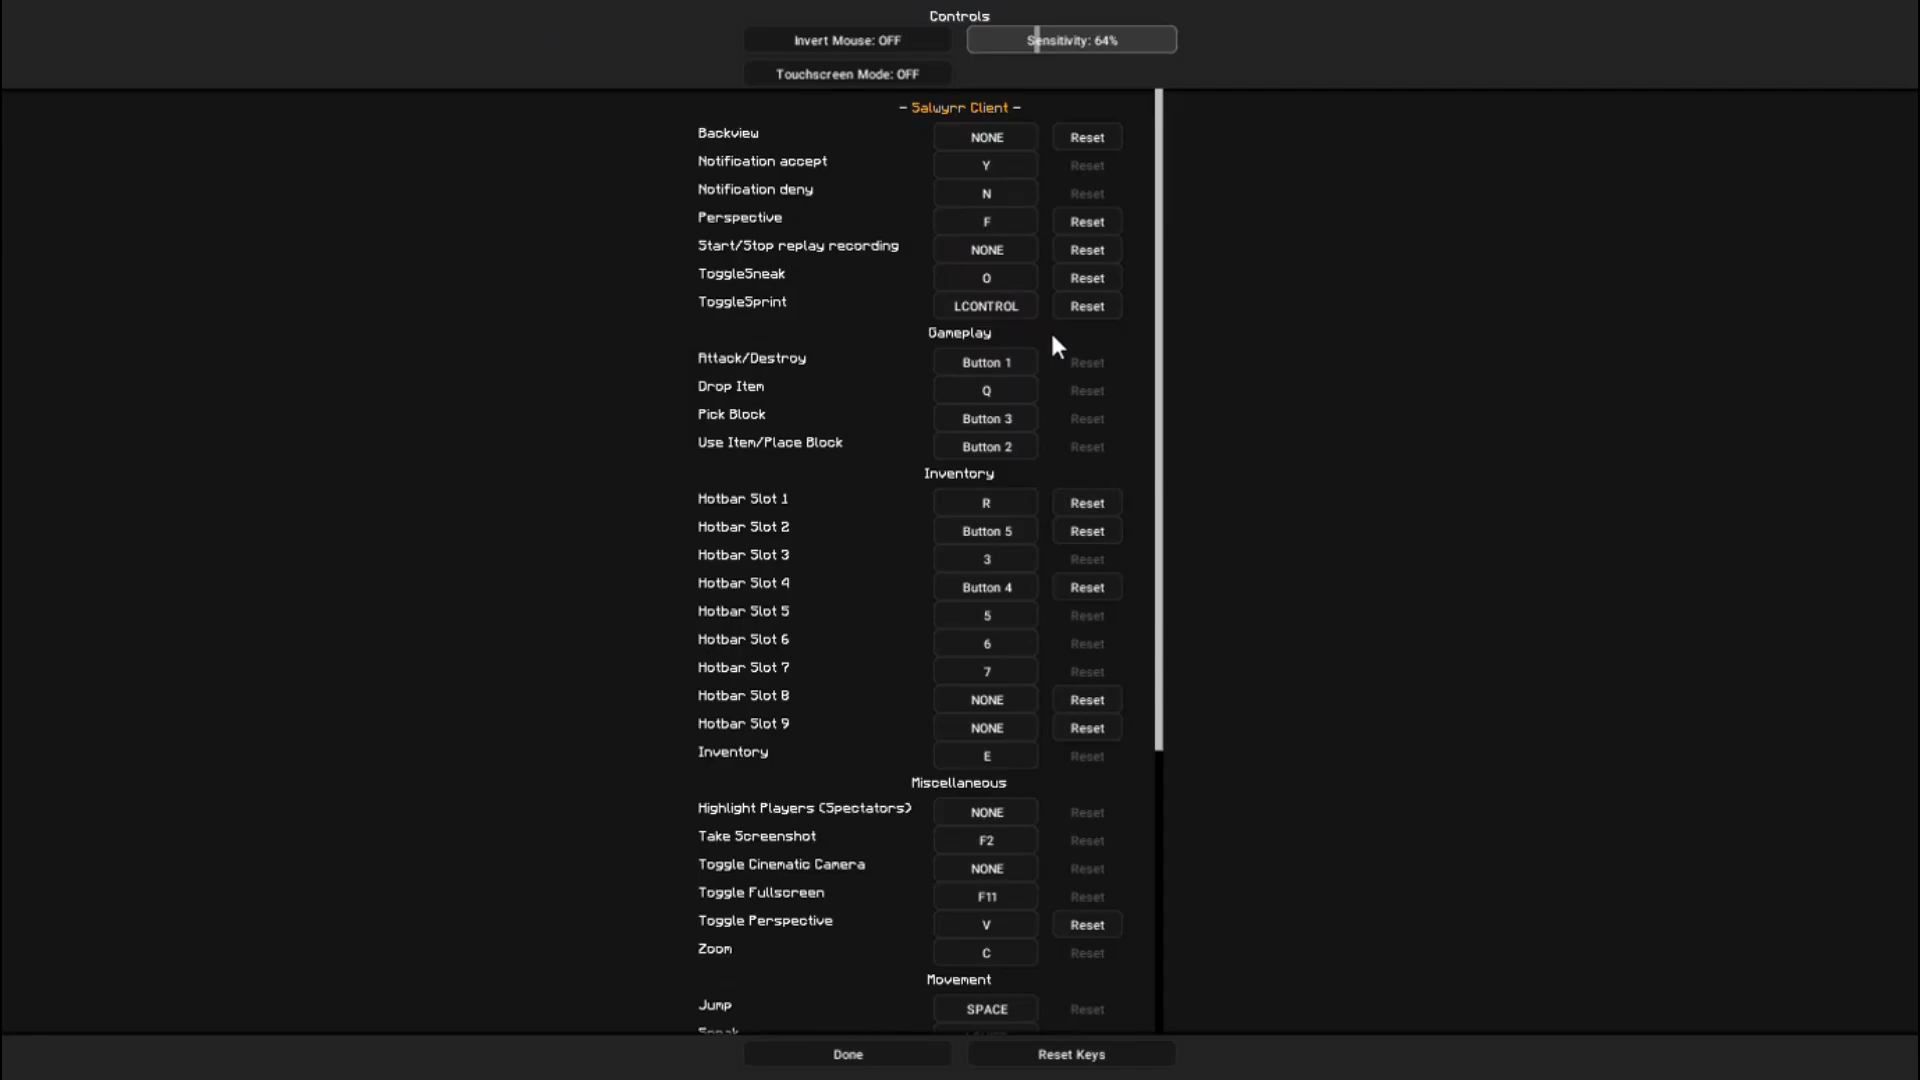 Controls
Invert Mouse: OFF Sensitivity: 64%
Touchscreen Mode: OFF
– Salwyrr Client –
Backview NONE Reset
Notification accept Y Reset
Notification deny N Reset
Perspective F Reset
Start/Stop replay recording NONE Reset
ToggleSneak O Reset
ToggleSprint LCONTROL Reset
Gameplay
Attack/Destroy Button 1 Reset
Drop Item Q Reset
Pick Block Button 3 Reset
Use Item/Place Block Button 2 Reset
Inventory
Hotbar Slot 1 R Reset
Hotbar Slot 2 Button 5 Reset
Hotbar Slot 3 3 Reset
Hotbar Slot 4 Button 4 Reset
Hotbar Slot 5 5 Reset
Hotbar Slot 6 6 Reset
Hotbar Slot 7 7 Reset
Hotbar Slot 8 NONE Reset
Hotbar Slot 9 NONE Reset
Inventory E Reset
Miscellaneous
Highlight Players (Spectators) NONE Reset
Take Screenshot F2 Reset
Toggle Cinematic Camera NONE Reset
Toggle Fullscreen F11 Reset
Toggle Perspective V Reset
Zoom C Reset
Movement
Jump SPACE Reset
Done Reset Keys